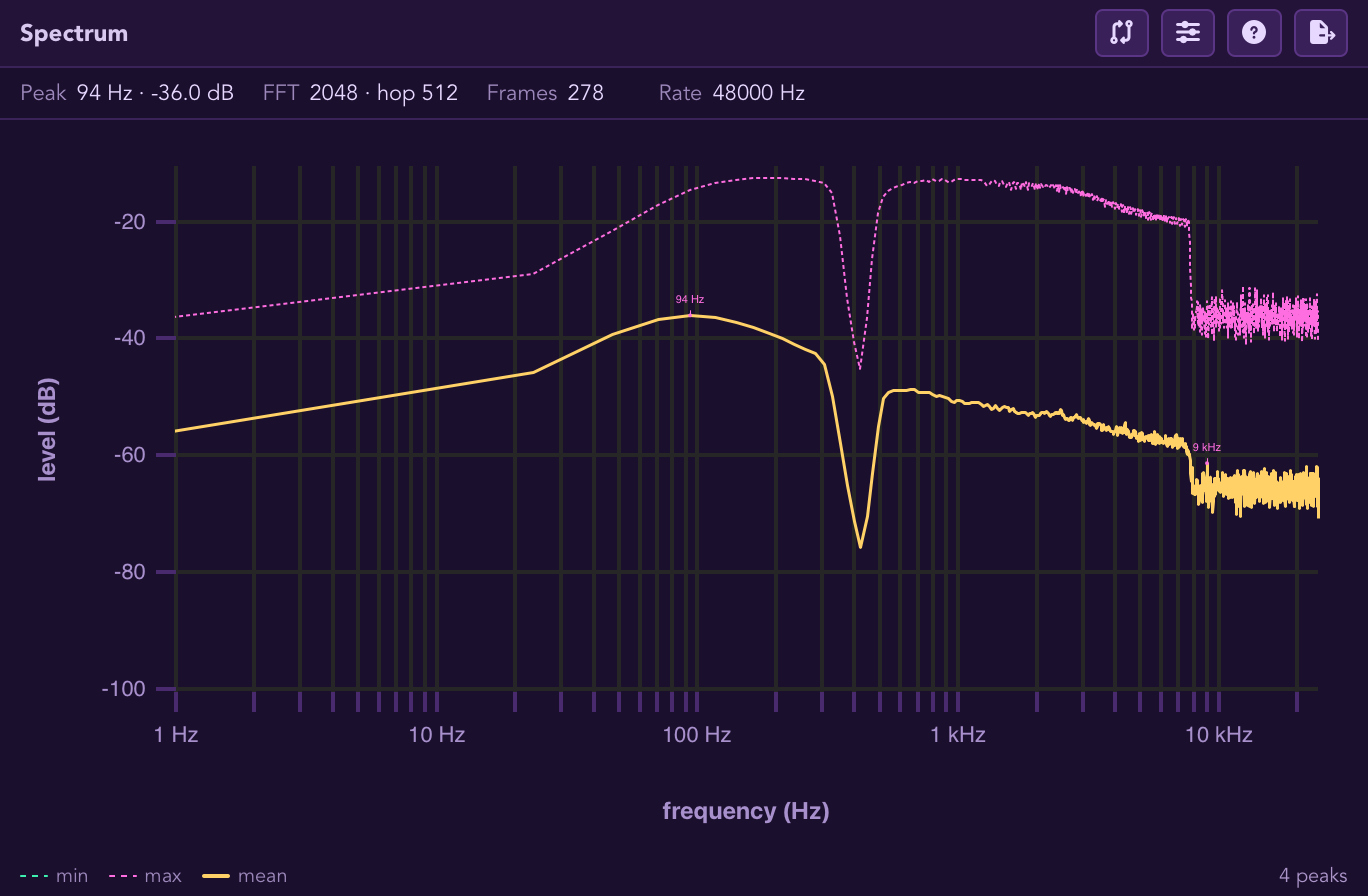 Spectrum
Peak 94 Hz · -36.0 dB FFT 2048 · hop 512 Frames 278 Rate 48000 Hz
-20
94 Hz
-40
level (dB)
9 kHz
-60
-80
-100
1 Hz 10 Hz 100 Hz 1 kHz 10 kHz
frequency (Hz)
min max mean 4 peaks